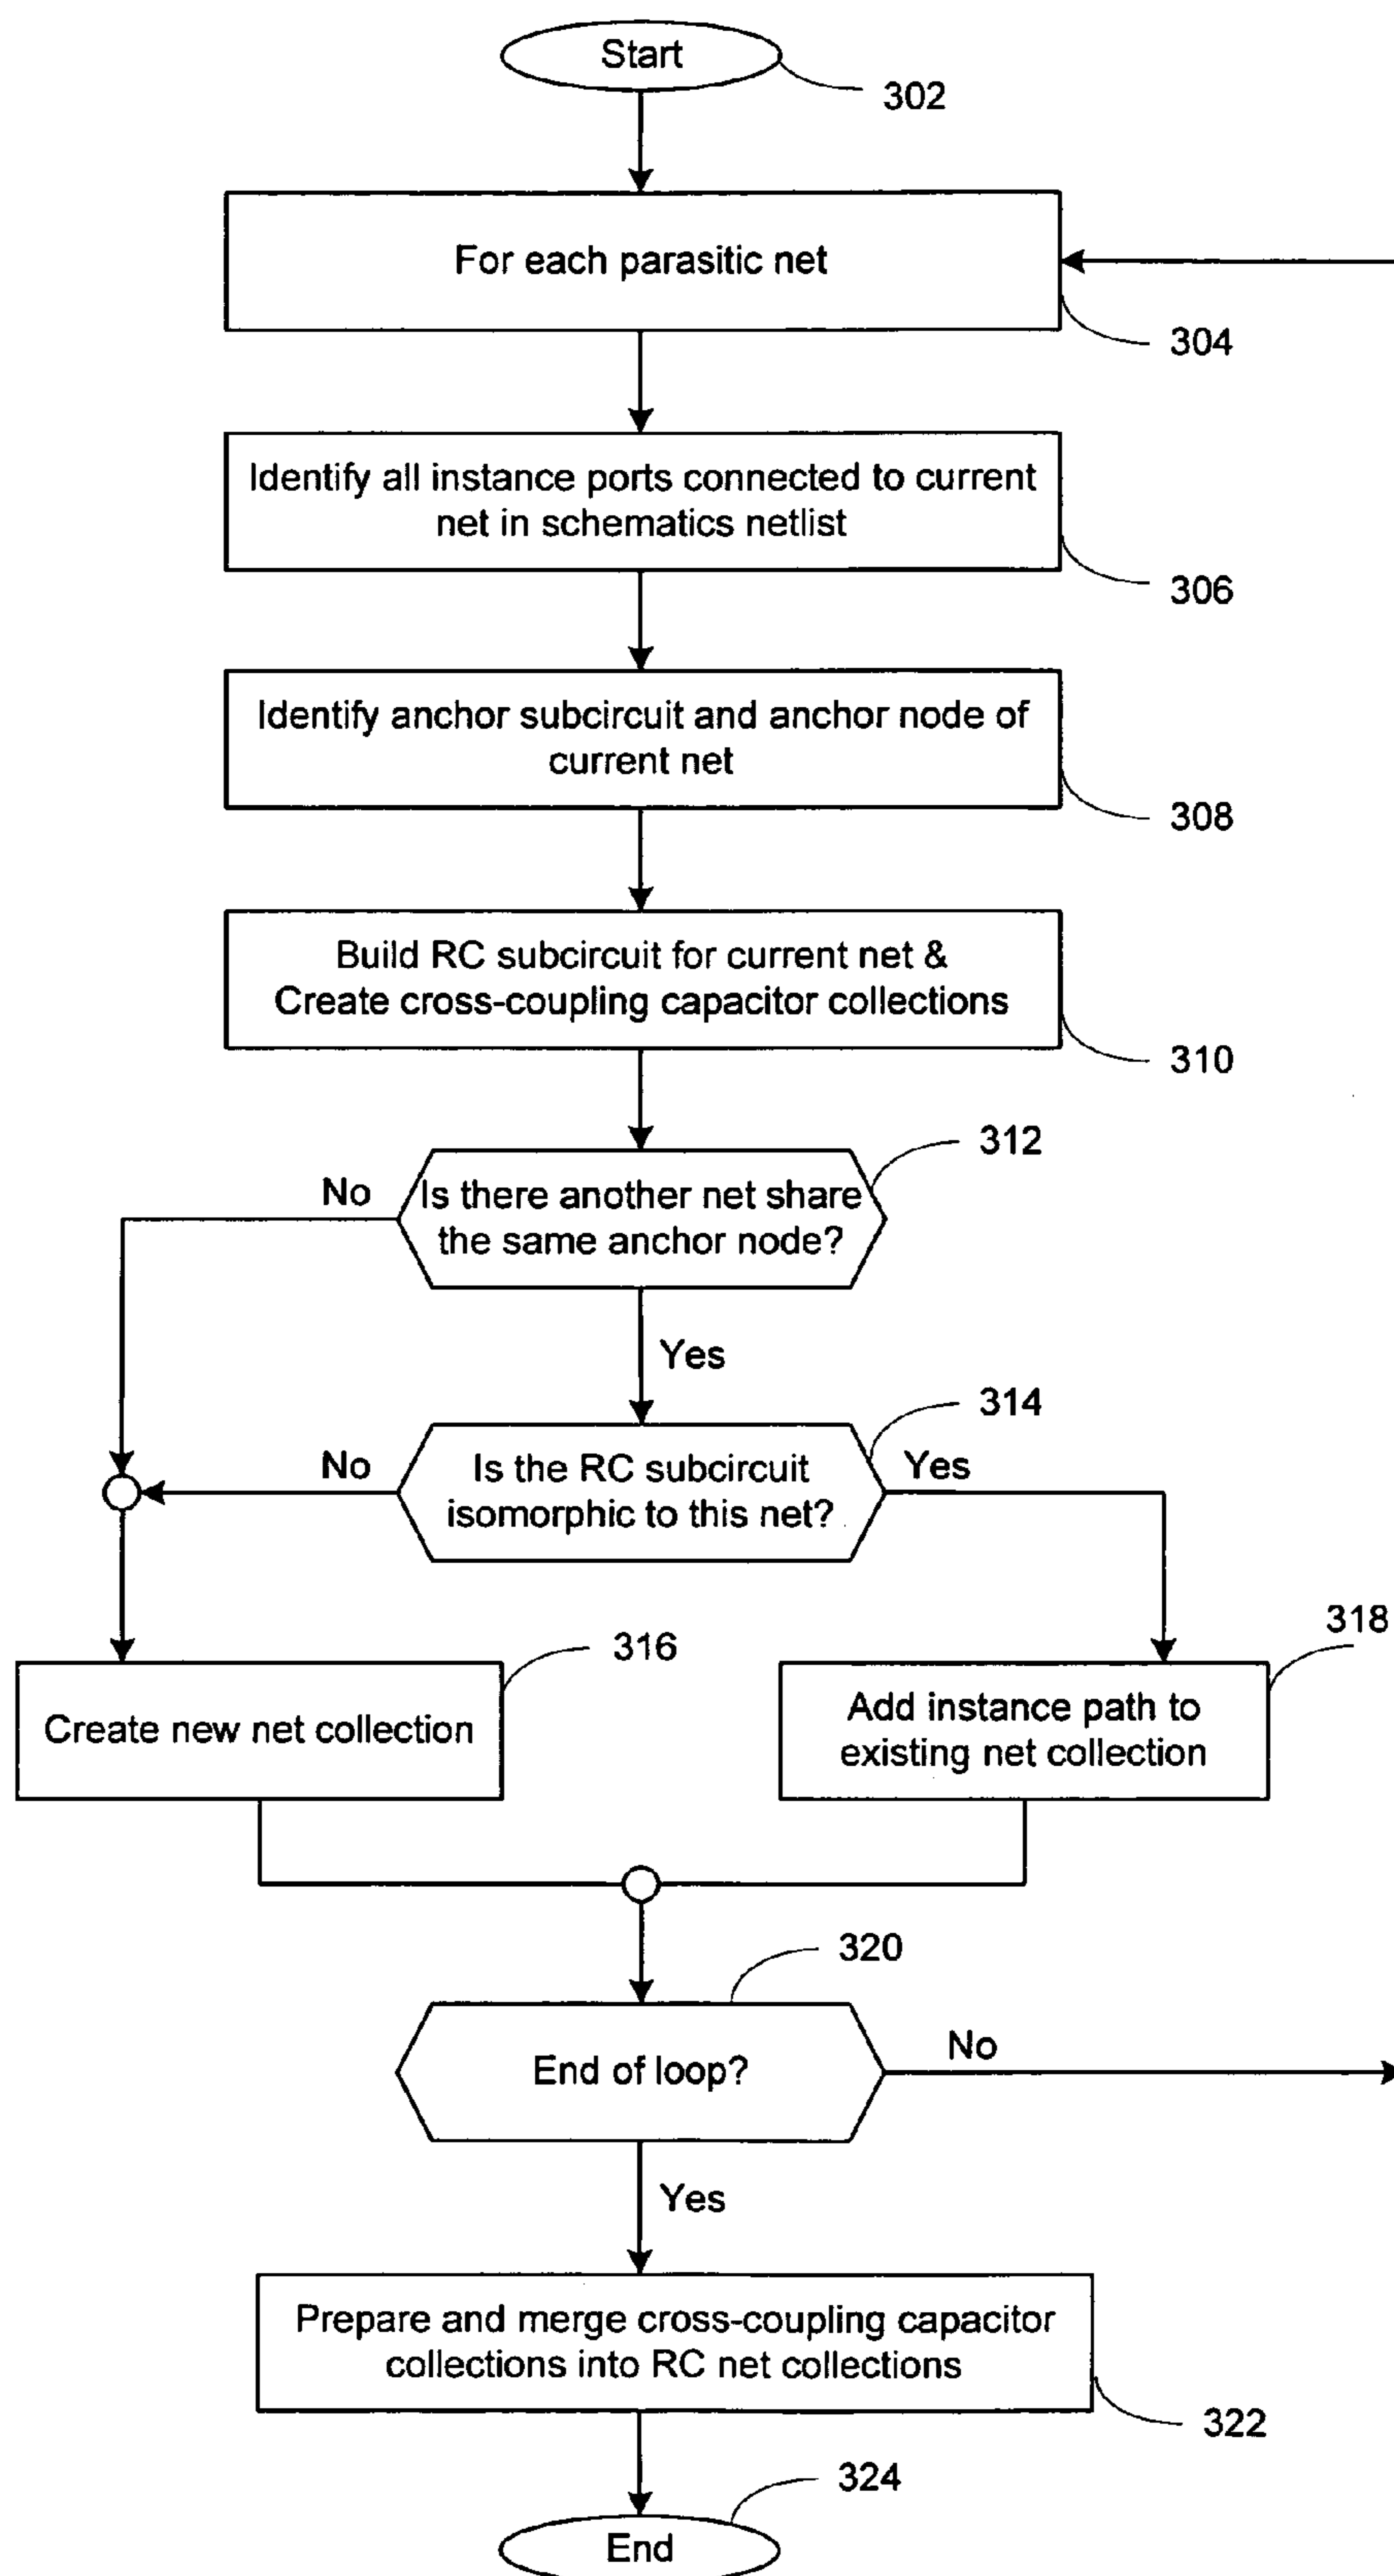 Start
302
For each parasitic net
304
Identify all instance ports connected to current
net in schematics netlist
306
Identify anchor subcircuit and anchor node of
current net
308
Build RC subcircuit for current net &
Create cross-coupling capacitor collections
310
312
No
Is there another net share
the same anchor node?
Yes
314
No
Is the RC subcircuit
isomorphic to this net?
Yes
316
318
Create new net collection
Add instance path to
existing net collection
320
End of loop?
No
Yes
Prepare and merge cross-coupling capacitor
collections into RC net collections
322
324
End